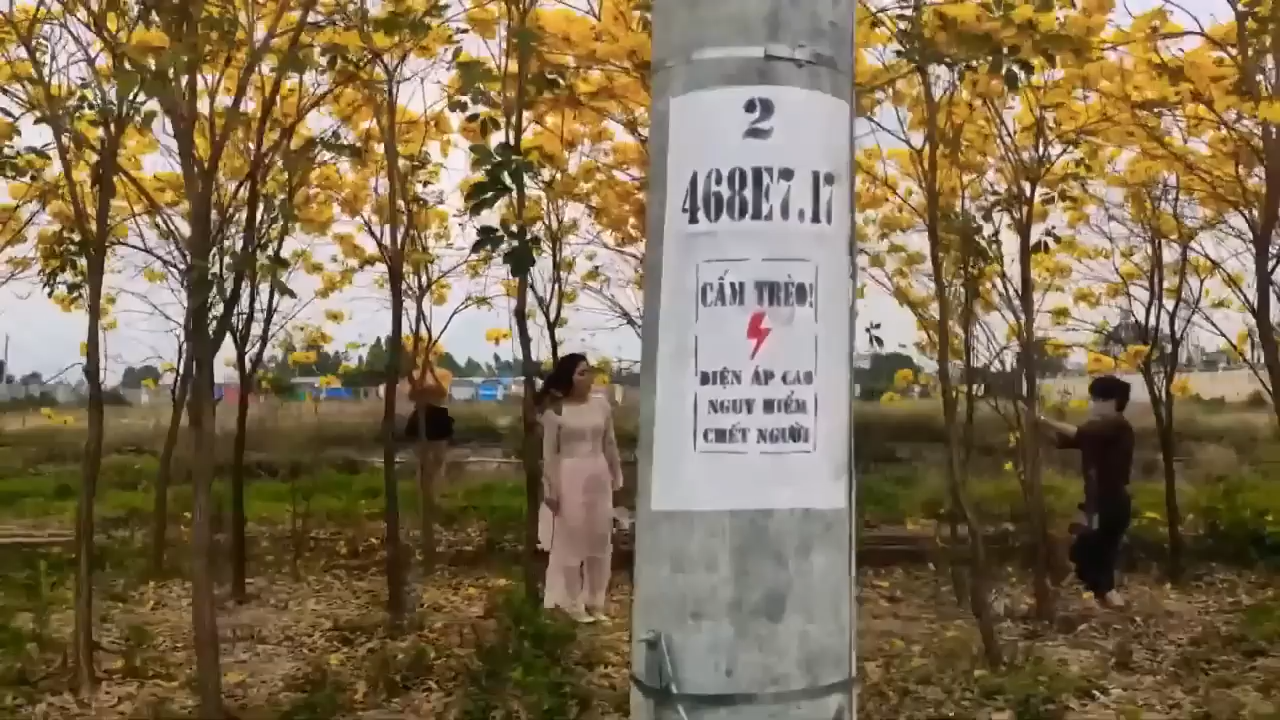 2
468E7.17
CẤM TRÈO!
ĐIỆN ÁP CAO
NGUY HIỂM
CHẾT NGƯỜI